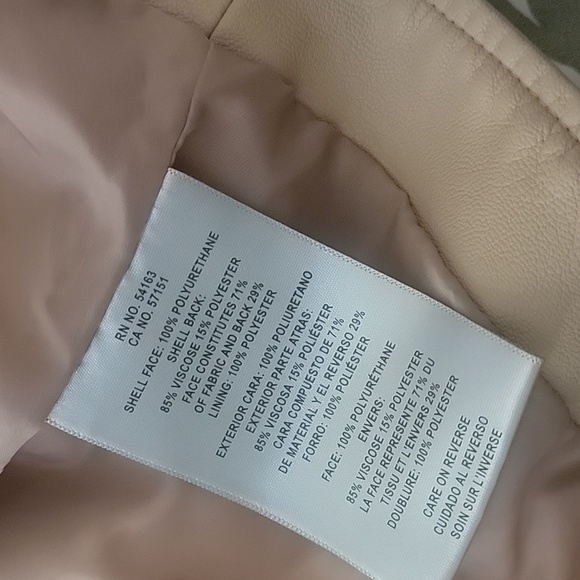 RN NO. 54163
CA NO. 57151
SHELL FACE: 100% POLYURETHANE
SHELL BACK:
85% VISCOSE 15% POLYESTER
FACE CONSTITUTES 71%
OF FABRIC AND BACK 29%
LINING: 100% POLYESTER
EXTERIOR CARA: 100% POLIURETANO
EXTERIOR PARTE ATRAS:
85% VISCOSA 15% POLIÉSTER
CARA COMPUESTO DE 71%
DE MATERIAL Y EL REVERSO 29%
FORRO: 100% POLIÉSTER
FACE: 100% POLYURÉTHANE
ENVERS:
85% VISCOSE 15% POLYESTER
LA FACE REPRÉSENTE 71% DU
TISSU ET L'ENVERS 29%
DOUBLURE: 100% POLYESTER
CARE ON REVERSE
CUIDADO AL REVERSO
SOIN SUR L'INVERSE